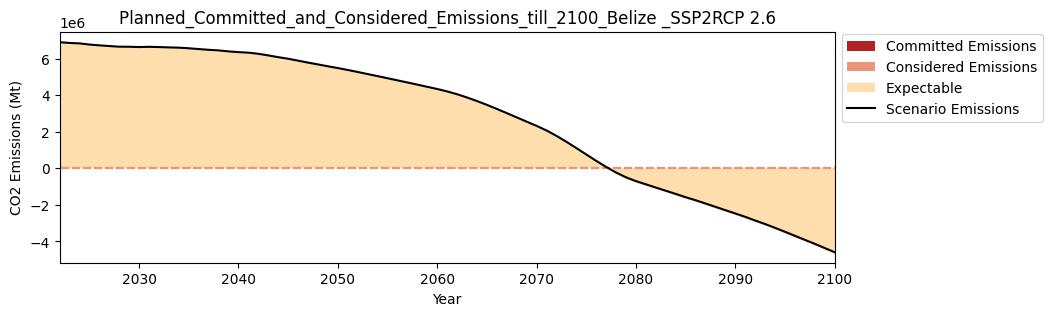 Planned_Committed_and_Considered_Emissions_till_2100_Belize _SSP2RCP 2.6
1e6
6
4
2
0
−2
−4
CO2 Emissions (Mt)
2030 2040 2050 2060 2070 2080 2090 2100
Year
Committed Emissions
Considered Emissions
Expectable
Scenario Emissions